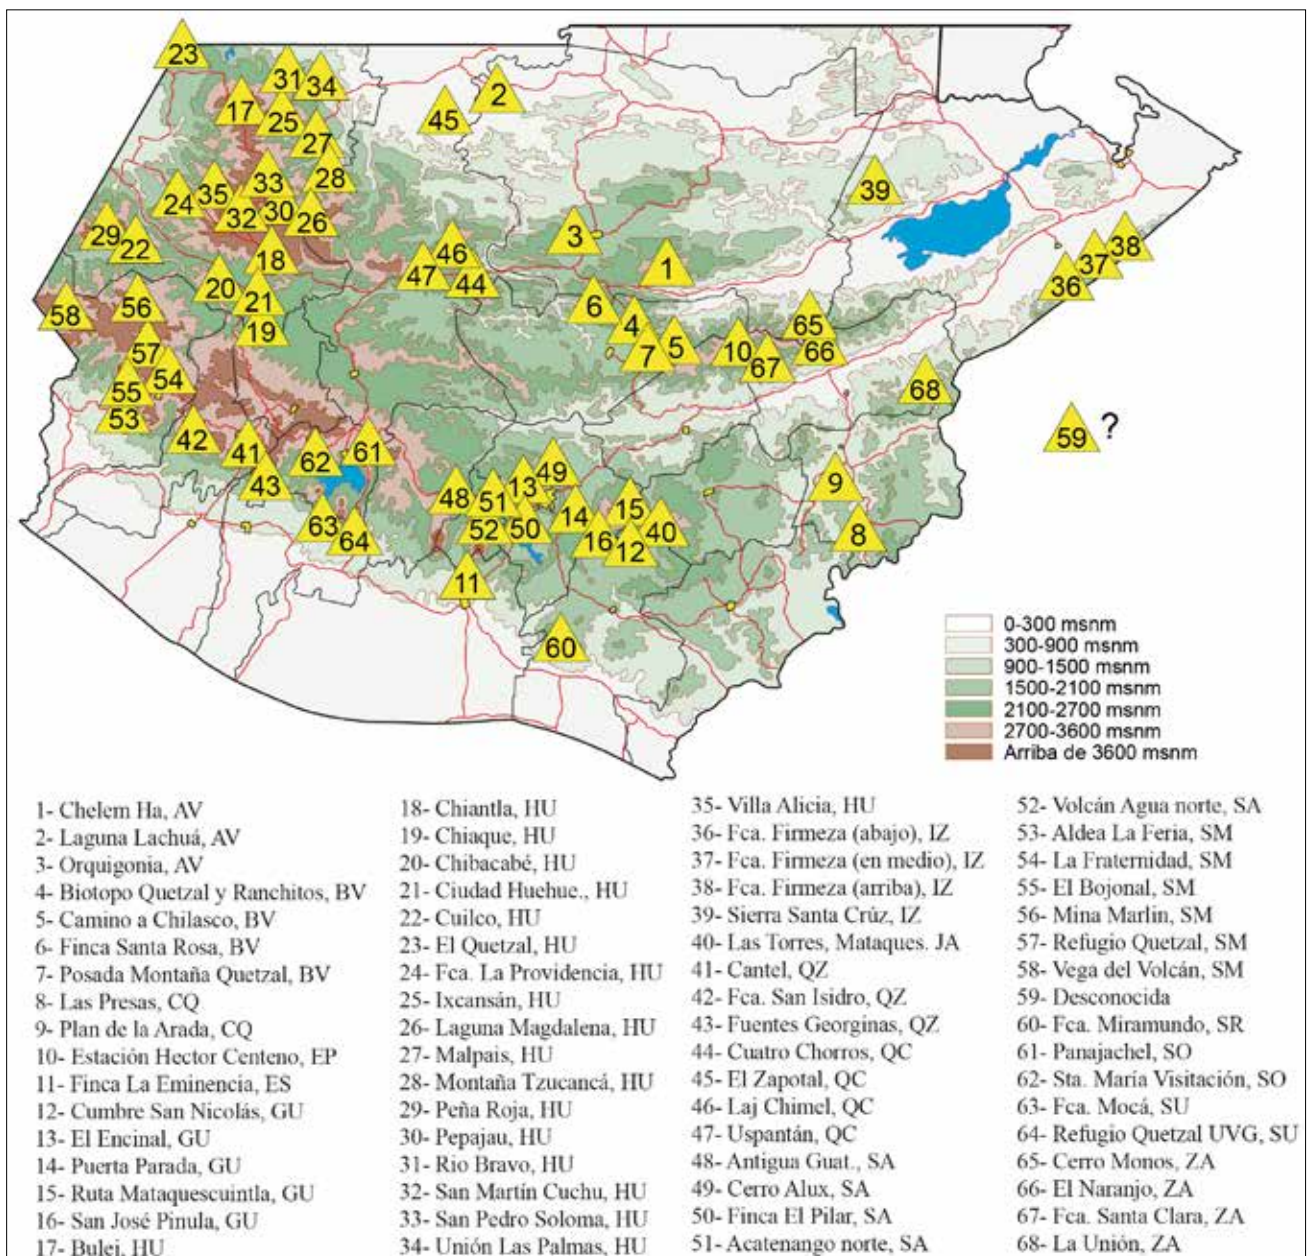 23
31
34
17
25
2
45
27
33
28
35
24
32
30
26
39
29
22
18
46
47
44
3
1
38
37
36
20
21
19
58
56
6
4
7
5
10
67
65
66
57
54
55
53
68
59 ?
42
41
43
62
61
63
64
48
51
13
49
52
50
14
15
16
12
40
9
8
11
60
0-300 msnm
300-900 msnm
900-1500 msnm
1500-2100 msnm
2100-2700 msnm
2700-3600 msnm
Arriba de 3600 msnm
1- Chelem Ha, AV
2- Laguna Lachuá, AV
3- Orquigonia, AV
4- Biotopo Quetzal y Ranchitos, BV
5- Camino a Chilasco, BV
6- Finca Santa Rosa, BV
7- Posada Montaña Quetzal, BV
8- Las Presas, CQ
9- Plan de la Arada, CQ
10- Estación Hector Centeno, EP
11- Finca La Eminencia, ES
12- Cumbre San Nicolás, GU
13- El Encinal, GU
14- Puerta Parada, GU
15- Ruta Mataquescuintla, GU
16- San José Pinula, GU
17- Bulej, HU
18- Chiantla, HU
19- Chiaque, HU
20- Chibacabé, HU
21- Ciudad Huehue., HU
22- Cuilco, HU
23- El Quetzal, HU
24- Fca. La Providencia, HU
25- Ixcansán, HU
26- Laguna Magdalena, HU
27- Malpais, HU
28- Montaña Tzucancá, HU
29- Peña Roja, HU
30- Pepajau, HU
31- Rio Bravo, HU
32- San Martín Cuchu, HU
33- San Pedro Soloma, HU
34- Unión Las Palmas, HU
35- Villa Alicia, HU
36- Fca. Firmeza (abajo), IZ
37- Fca. Firmeza (en medio), IZ
38- Fca. Firmeza (arriba), IZ
39- Sierra Santa Crúz, IZ
40- Las Torres, Mataques. JA
41- Cantel, QZ
42- Fca. San Isidro, QZ
43- Fuentes Georginas, QZ
44- Cuatro Chorros, QC
45- El Zapotal, QC
46- Laj Chimel, QC
47- Uspantán, QC
48- Antigua Guat., SA
49- Cerro Alux, SA
50- Finca El Pilar, SA
51- Acatenango norte, SA
52- Volcán Agua norte, SA
53- Aldea La Feria, SM
54- La Fraternidad, SM
55- El Bojonal, SM
56- Mina Marlin, SM
57- Refugio Quetzal, SM
58- Vega del Volcán, SM
59- Desconocida
60- Fca. Miramundo, SR
61- Panajachel, SO
62- Sta. María Visitación, SO
63- Fca. Mocá, SU
64- Refugio Quetzal UVG, SU
65- Cerro Monos, ZA
66- El Naranjo, ZA
67- Fca. Santa Clara, ZA
68- La Unión, ZA